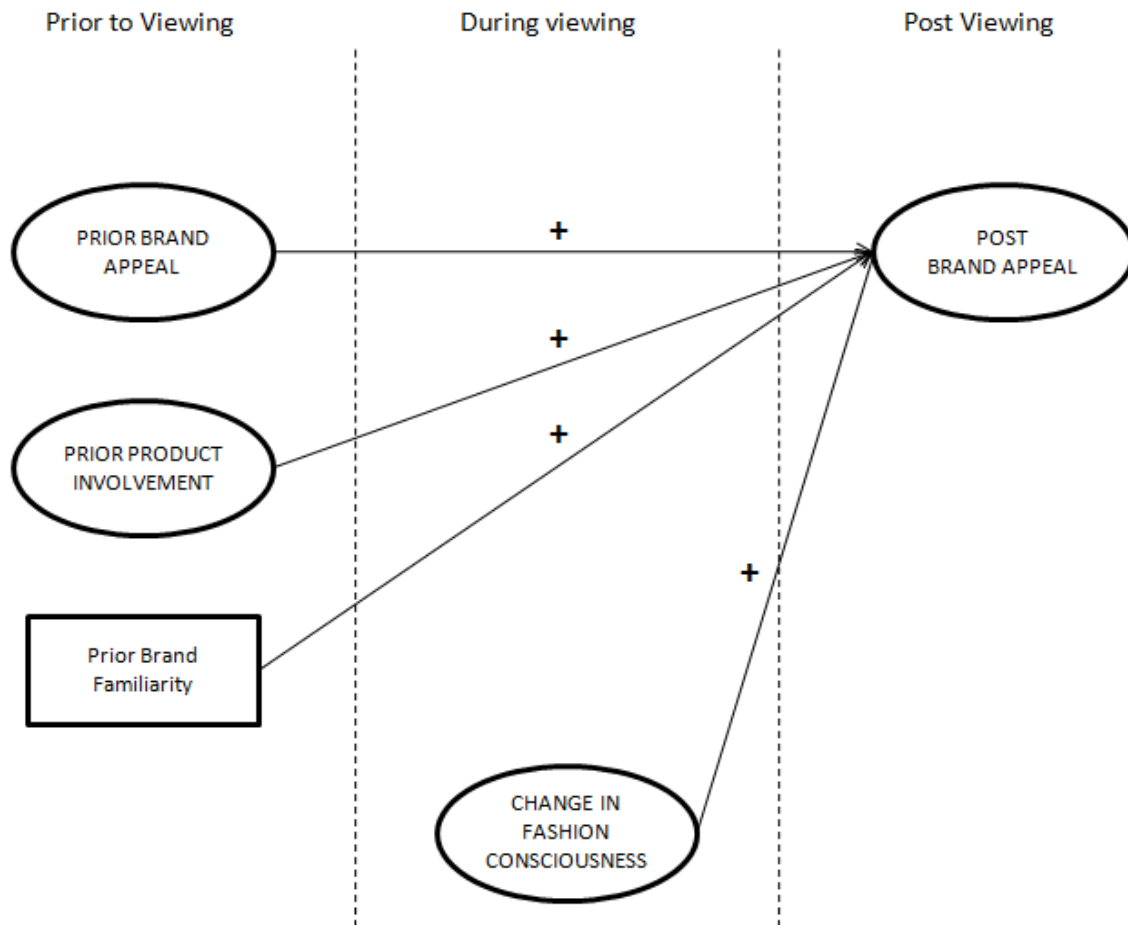 Prior to Viewing
During viewing
Post Viewing
PRIOR BRAND
APPEAL
+
POST
BRAND APPEAL
+
PRIOR PRODUCT
INVOLVEMENT
+
+
Prior Brand
Familiarity
CHANGE IN
FASHION
CONSCIOUSNESS